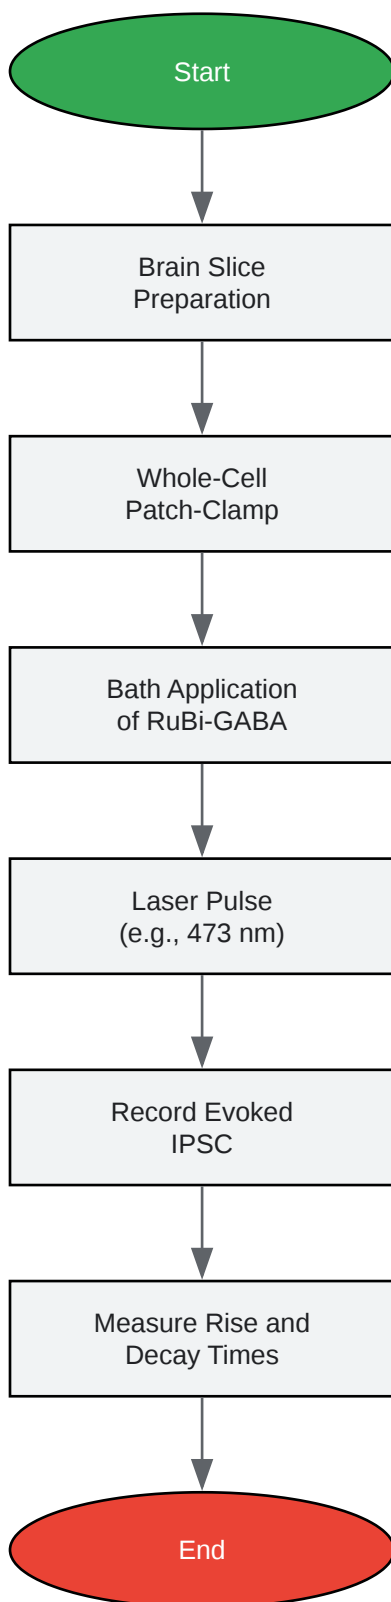 Start
Brain Slice
Preparation
Whole-Cell
Patch-Clamp
Bath Application
of RuBi-GABA
Laser Pulse
(e.g., 473 nm)
Record Evoked
IPSC
Measure Rise and
Decay Times
End